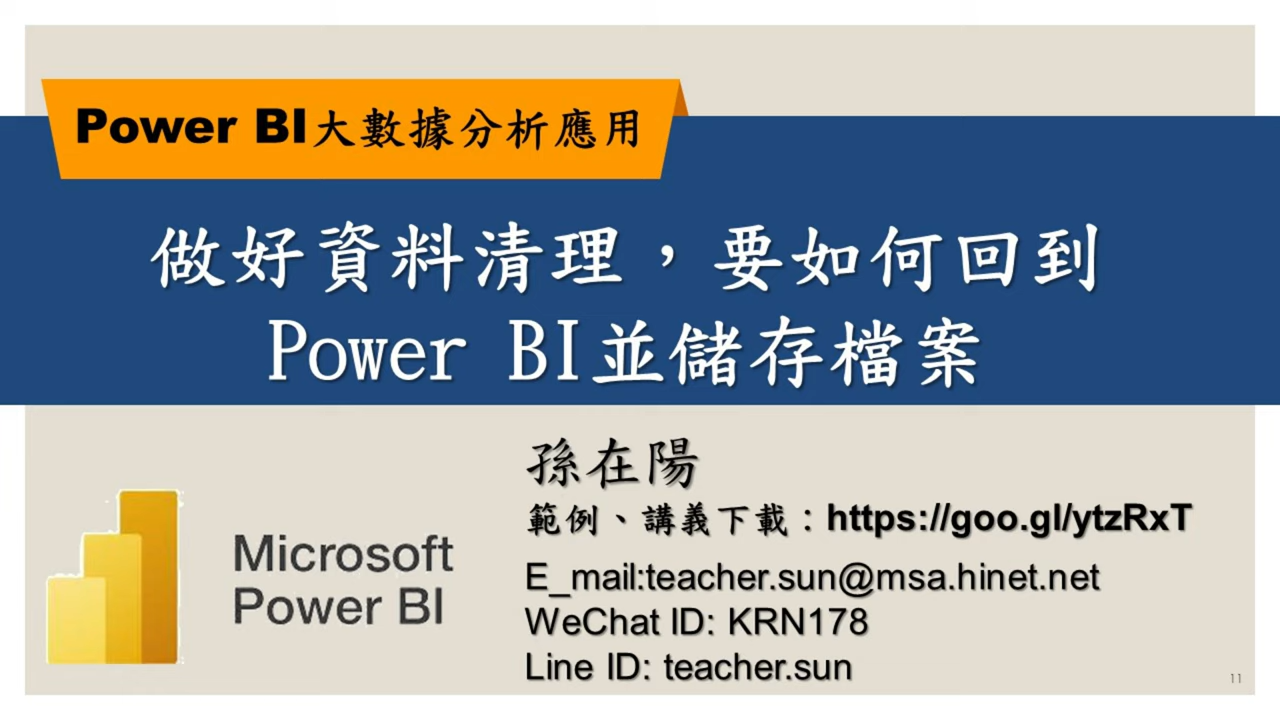 Power BI大數據分析應用
做好資料清理，要如何回到
Power BI並儲存檔案
孫在陽
範例、講義下載：https://goo.gl/ytzRxT
Microsoft
Power BI
E_mail:teacher.sun@msa.hinet.net
WeChat ID: KRN178
Line ID: teacher.sun
11